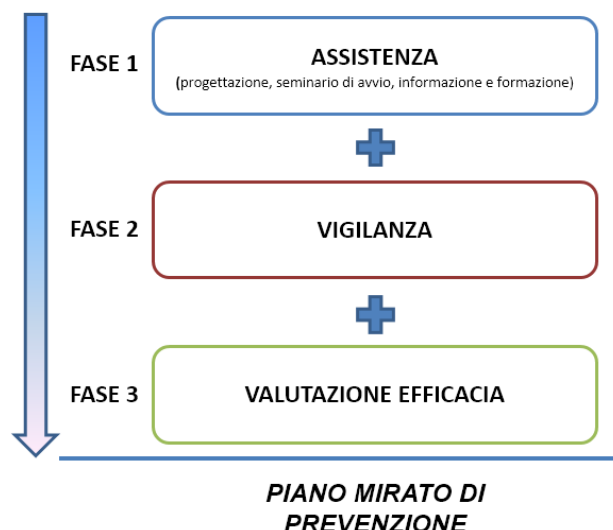 FASE 1
ASSISTENZA
(progettazione, seminario di avvio, informazione e formazione)
FASE 2
VIGILANZA
FASE 3
VALUTAZIONE EFFICACIA
PIANO MIRATO DI
PREVENZIONE